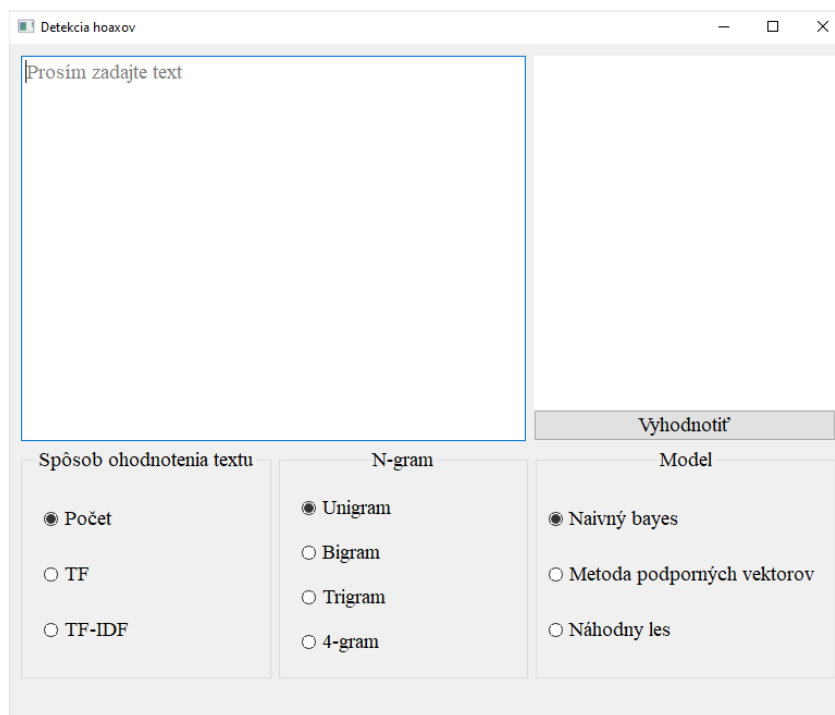 Detekcia hoaxov
Prosím zadajte text
Vyhodnotiť
Spôsob ohodnotenia textu
Počet
TF
TF-IDF
N-gram
Unigram
Bigram
Trigram
4-gram
Model
Naivný bayes
Metoda podporných vektorov
Náhodny les